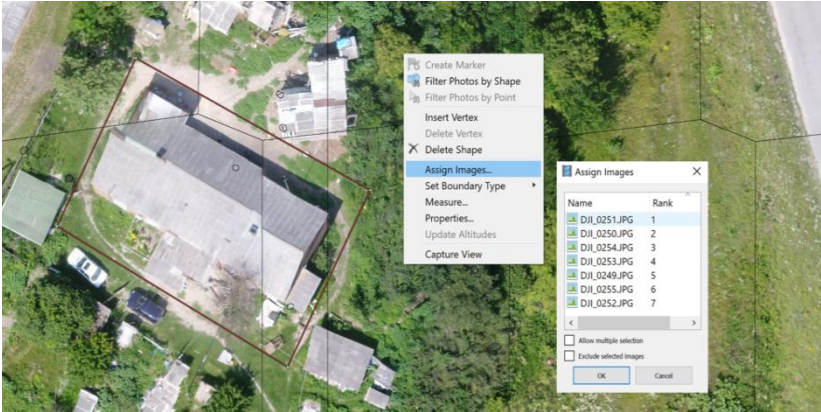 Create Marker
Filter Photos by Shape
Filter Photos by Point
Insert Vertex
Delete Vertex
Delete Shape
Assign Images...
Set Boundary Type
Measure...
Properties...
Update Altitudes
Capture View
Assign Images
Name Rank
DJI_0251.JPG 1
DJI_0250.JPG 2
DJI_0254.JPG 3
DJI_0253.JPG 4
DJI_0249.JPG 5
DJI_0255.JPG 6
DJI_0252.JPG 7
Allow multiple selection
Exclude selected images
OK Cancel